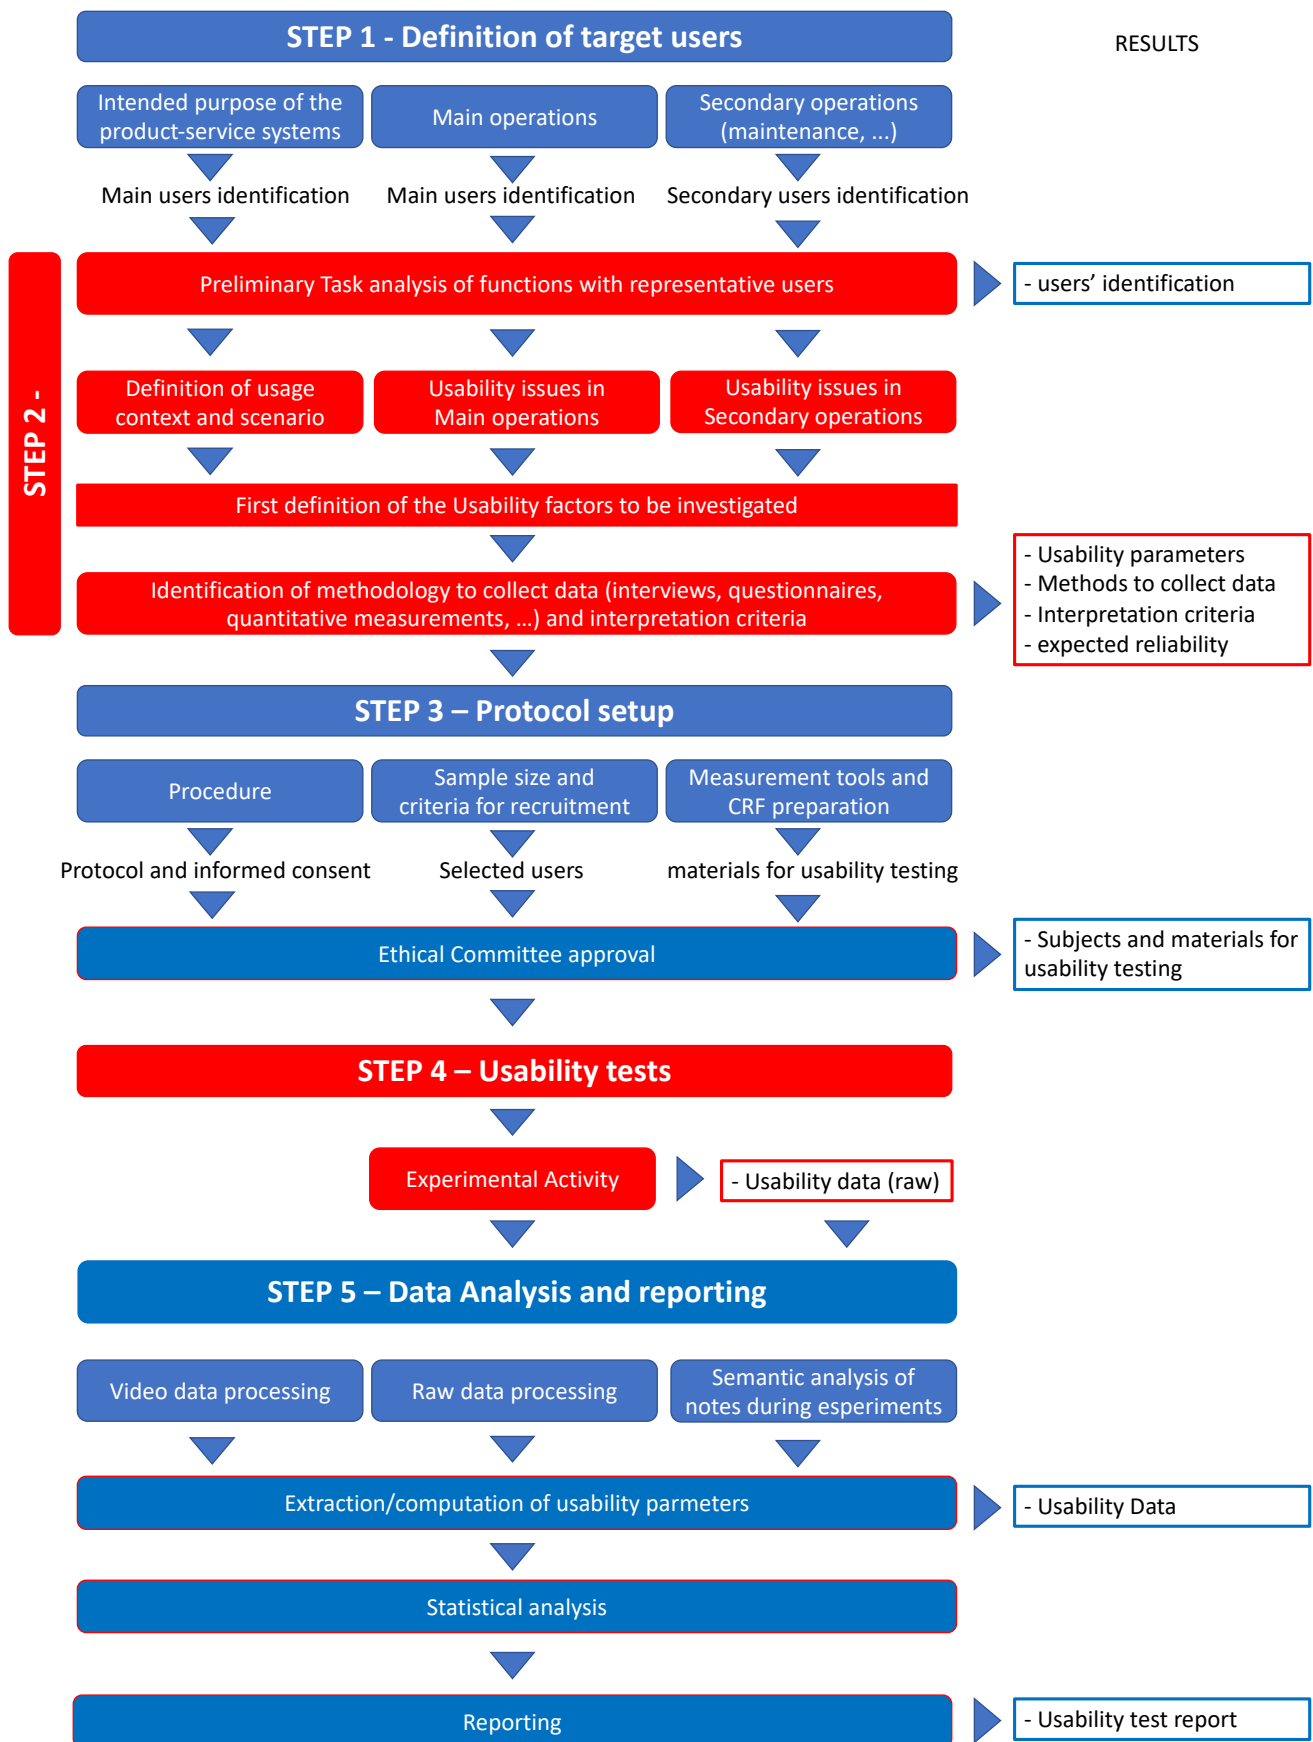 STEP 1 - Definition of target users
RESULTS
Intended purpose of the
product-service systems
Main operations
Secondary operations
(maintenance, ...)
Main users identification
Main users identification
Secondary users identification
STEP 2 -
Preliminary Task analysis of functions with representative users
- users’ identification
Definition of usage
context and scenario
Usability issues in
Main operations
Usability issues in
Secondary operations
First definition of the Usability factors to be investigated
Identification of methodology to collect data (interviews, questionnaires,
quantitative measurements, …) and interpretation criteria
- Usability parameters
- Methods to collect data
- Interpretation criteria
- expected reliability
STEP 3 – Protocol setup
Procedure
Sample size and
criteria for recruitment
Measurement tools and
CRF preparation
Protocol and informed consent
Selected users
materials for usability testing
Ethical Committee approval
- Subjects and materials for
usability testing
STEP 4 – Usability tests
Experimental Activity
- Usability data (raw)
STEP 5 – Data Analysis and reporting
Video data processing
Raw data processing
Semantic analysis of
notes during esperiments
Extraction/computation of usability parmeters
- Usability Data
Statistical analysis
Reporting
- Usability test report